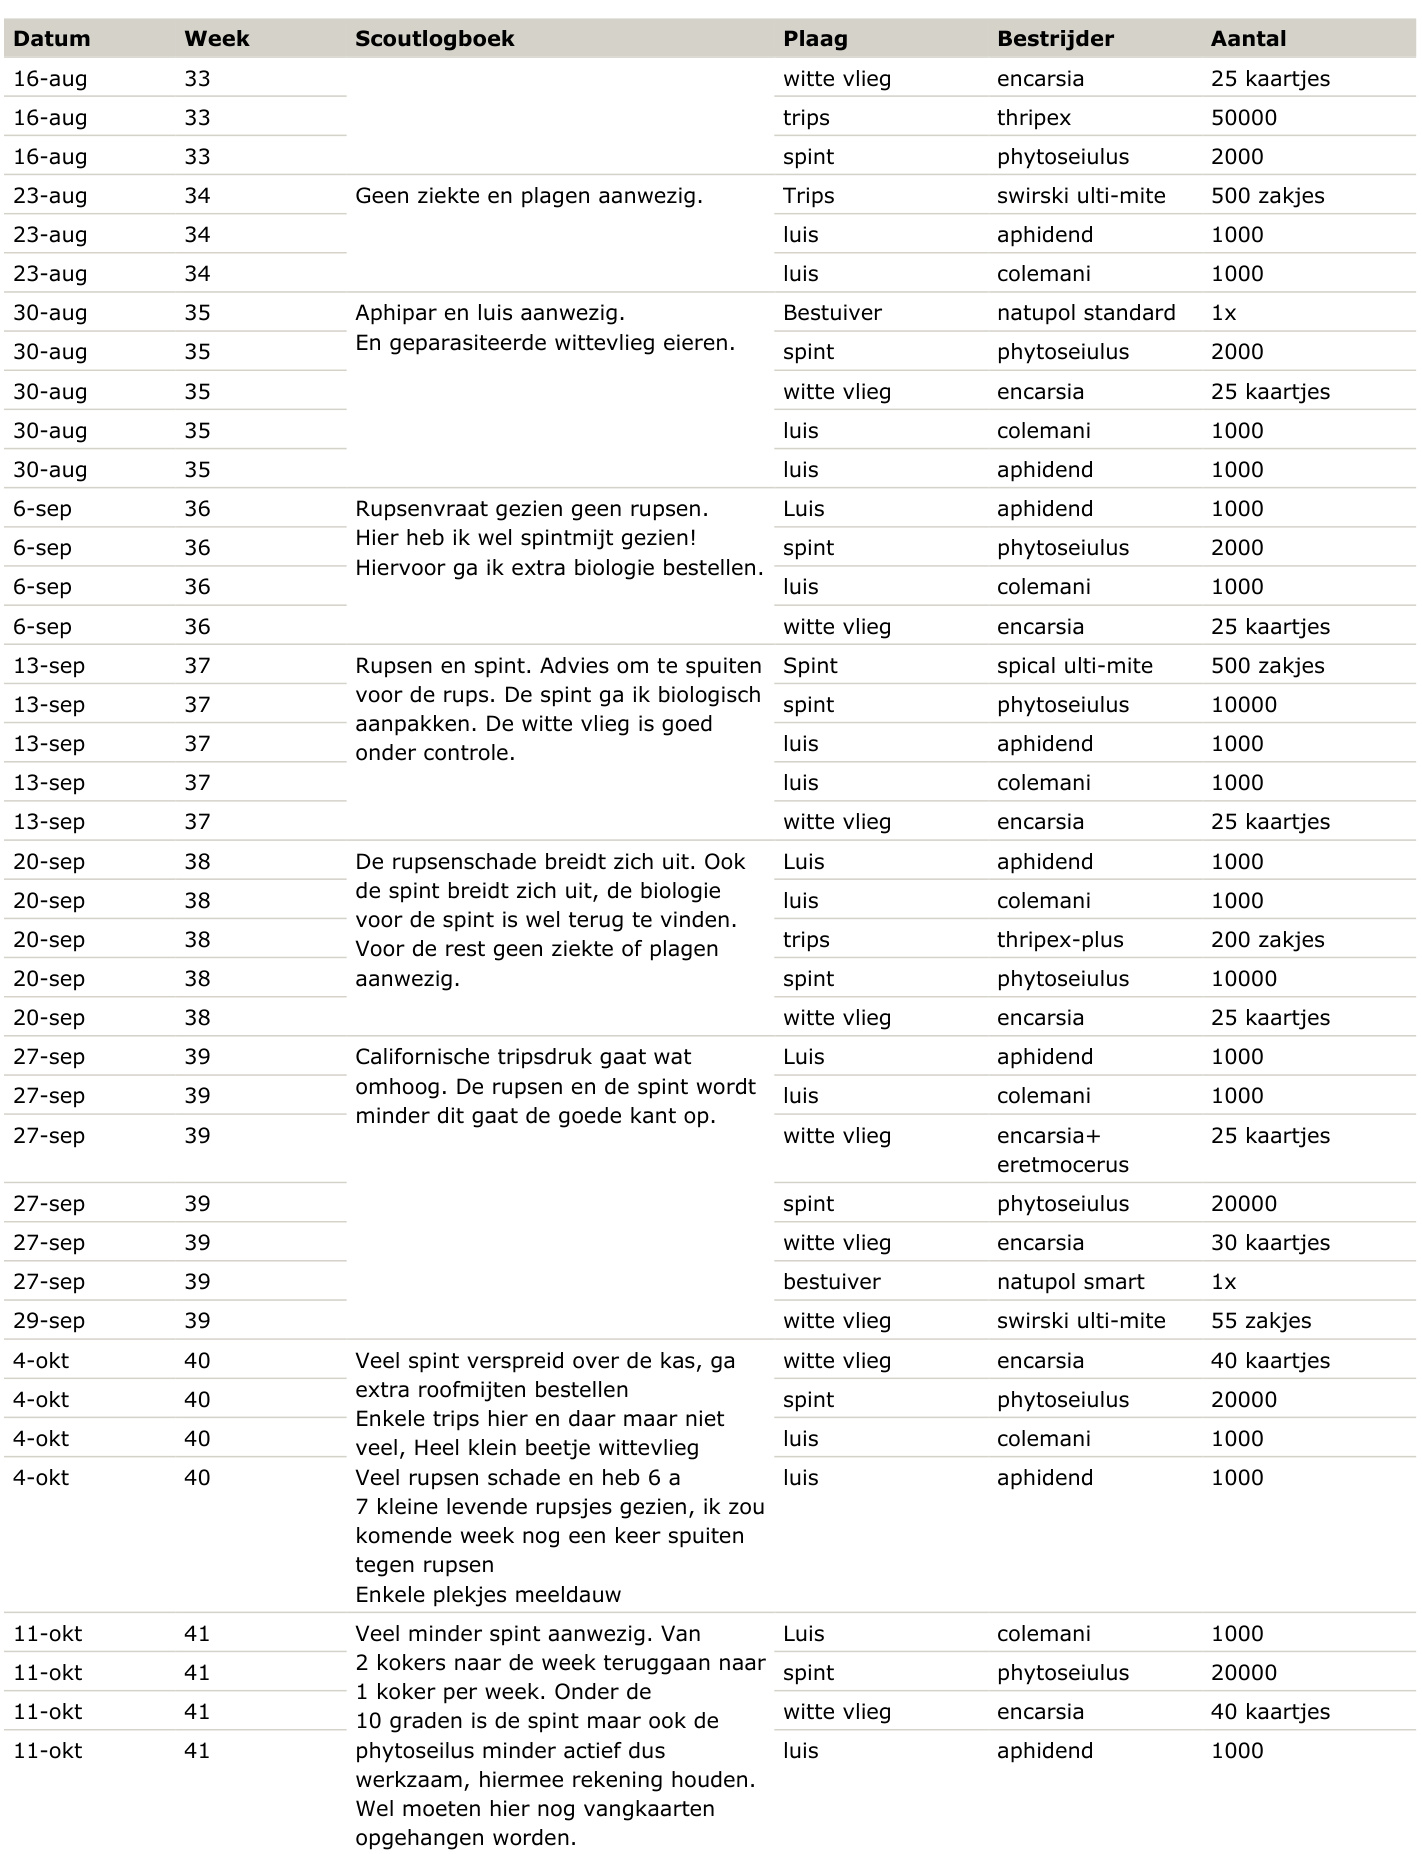 Datum Week Scoutlogboek Plaag Bestrijder Aantal
16-aug 33 witte vlieg encarsia 25 kaartjes
16-aug 33 trips thripex 50000
16-aug 33 spint phytoseiulus 2000
23-aug 34 Geen ziekte en plagen aanwezig. Trips swirski ulti-mite 500 zakjes
23-aug 34 luis aphidend 1000
23-aug 34 luis colemani 1000
30-aug 35 Aphipar en luis aanwezig. Bestuiver natupol standard 1x
En geparasiteerde wittevlieg eieren.
30-aug 35 spint phytoseiulus 2000
30-aug 35 witte vlieg encarsia 25 kaartjes
30-aug 35 luis colemani 1000
30-aug 35 luis aphidend 1000
6-sep 36 Rupsenvraat gezien geen rupsen. Luis aphidend 1000
Hier heb ik wel spintmijt gezien!
6-sep 36 spint phytoseiulus 2000
Hiervoor ga ik extra biologie bestellen.
6-sep 36 luis colemani 1000
6-sep 36 witte vlieg encarsia 25 kaartjes
13-sep 37 Rupsen en spint. Advies om te spuiten Spint spical ulti-mite 500 zakjes
voor de rups. De spint ga ik biologisch
13-sep 37 spint phytoseiulus 10000
aanpakken. De witte vlieg is goed
13-sep 37 luis aphidend 1000
onder controle.
13-sep 37 luis colemani 1000
13-sep 37 witte vlieg encarsia 25 kaartjes
20-sep 38 De rupsenschade breidt zich uit. Ook Luis aphidend 1000
de spint breidt zich uit, de biologie
20-sep 38 luis colemani 1000
voor de spint is wel terug te vinden.
20-sep 38 trips thripex-plus 200 zakjes
Voor de rest geen ziekte of plagen
20-sep 38 aanwezig. spint phytoseiulus 10000
20-sep 38 witte vlieg encarsia 25 kaartjes
27-sep 39 Californische tripsdruk gaat wat Luis aphidend 1000
omhoog. De rupsen en de spint wordt
27-sep 39 luis colemani 1000
minder dit gaat de goede kant op.
27-sep 39 witte vlieg encarsia+ 25 kaartjes
eretmocerus
27-sep 39 spint phytoseiulus 20000
27-sep 39 witte vlieg encarsia 30 kaartjes
27-sep 39 bestuiver natupol smart 1x
29-sep 39 witte vlieg swirski ulti-mite 55 zakjes
4-okt 40 Veel spint verspreid over de kas, ga witte vlieg encarsia 40 kaartjes
extra roofmijten bestellen
4-okt 40 spint phytoseiulus 20000
Enkele trips hier en daar maar niet
4-okt 40 luis colemani 1000
veel, Heel klein beetje wittevlieg
4-okt 40 Veel rupsen schade en heb 6 a luis aphidend 1000
7 kleine levende rupsjes gezien, ik zou
komende week nog een keer spuiten
tegen rupsen
Enkele plekjes meeldauw
11-okt 41 Veel minder spint aanwezig. Van Luis colemani 1000
2 kokers naar de week teruggaan naar
11-okt 41 spint phytoseiulus 20000
1 koker per week. Onder de
11-okt 41 witte vlieg encarsia 40 kaartjes
10 graden is de spint maar ook de
11-okt 41 phytoseilus minder actief dus luis aphidend 1000
werkzaam, hiermee rekening houden.
Wel moeten hier nog vangkaarten
opgehangen worden.